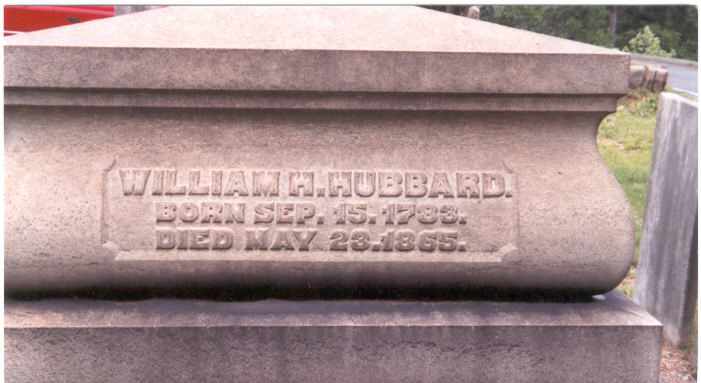 WILLIAM H. HUBBARD.
BORN SEP. 15. 1783.
DIED MAY 23. 1865.